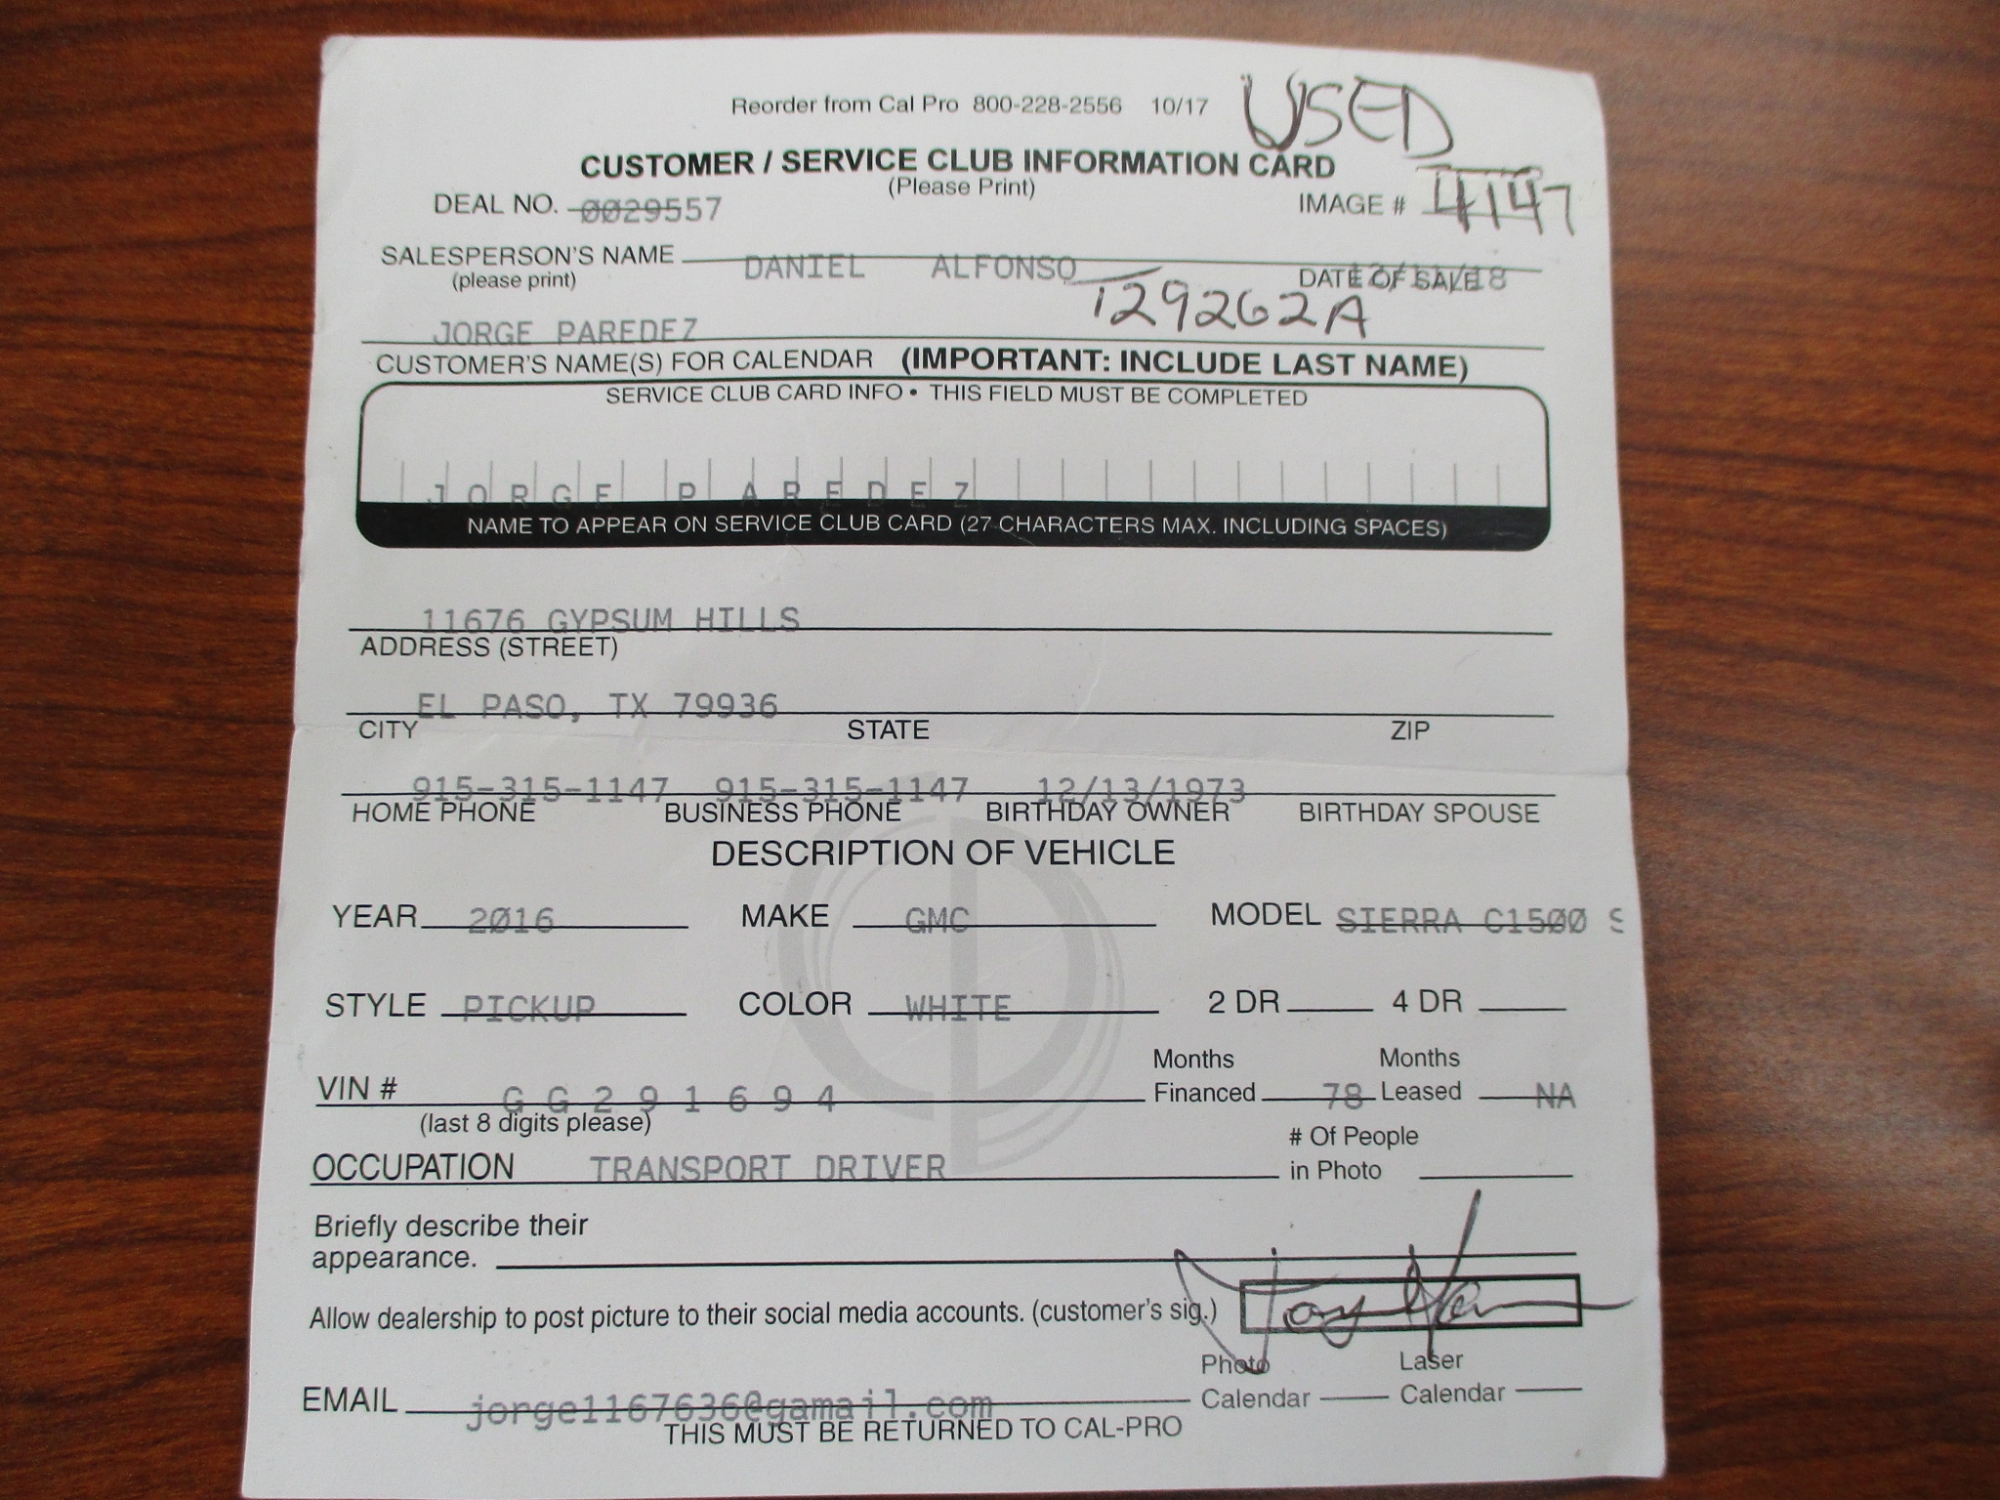 Reorder from Cal Pro 800-228-2556 10/17 USED
CUSTOMER / SERVICE CLUB INFORMATION CARD
(Please Print)
DEAL NO. 0029557 IMAGE # 4147
SALESPERSON'S NAME DANIEL ALFONSO DATE OF SALE
(please print)
T29262A
JORGE PAREDEZ
CUSTOMER'S NAME(S) FOR CALENDAR (IMPORTANT: INCLUDE LAST NAME)
SERVICE CLUB CARD INFO • THIS FIELD MUST BE COMPLETED
JORGE PAREDEZ
NAME TO APPEAR ON SERVICE CLUB CARD (27 CHARACTERS MAX. INCLUDING SPACES)
11676 GYPSUM HILLS
ADDRESS (STREET)
EL PASO, TX 79936
CITY STATE ZIP
915-315-1147 915-315-1147 12/13/1973
HOME PHONE BUSINESS PHONE BIRTHDAY OWNER BIRTHDAY SPOUSE
DESCRIPTION OF VEHICLE
YEAR 2016 MAKE GMC MODEL SIERRA C1500 S
STYLE PICKUP COLOR WHITE 2 DR 4 DR
Months Months
VIN # G G 2 9 1 6 9 4 Financed 78 Leased NA
(last 8 digits please)
# Of People
OCCUPATION TRANSPORT DRIVER in Photo
Briefly describe their
appearance.
Allow dealership to post picture to their social media accounts. (customer's sig.)
Photo Laser
EMAIL jorge1167636@gamail.com Calendar Calendar
THIS MUST BE RETURNED TO CAL-PRO